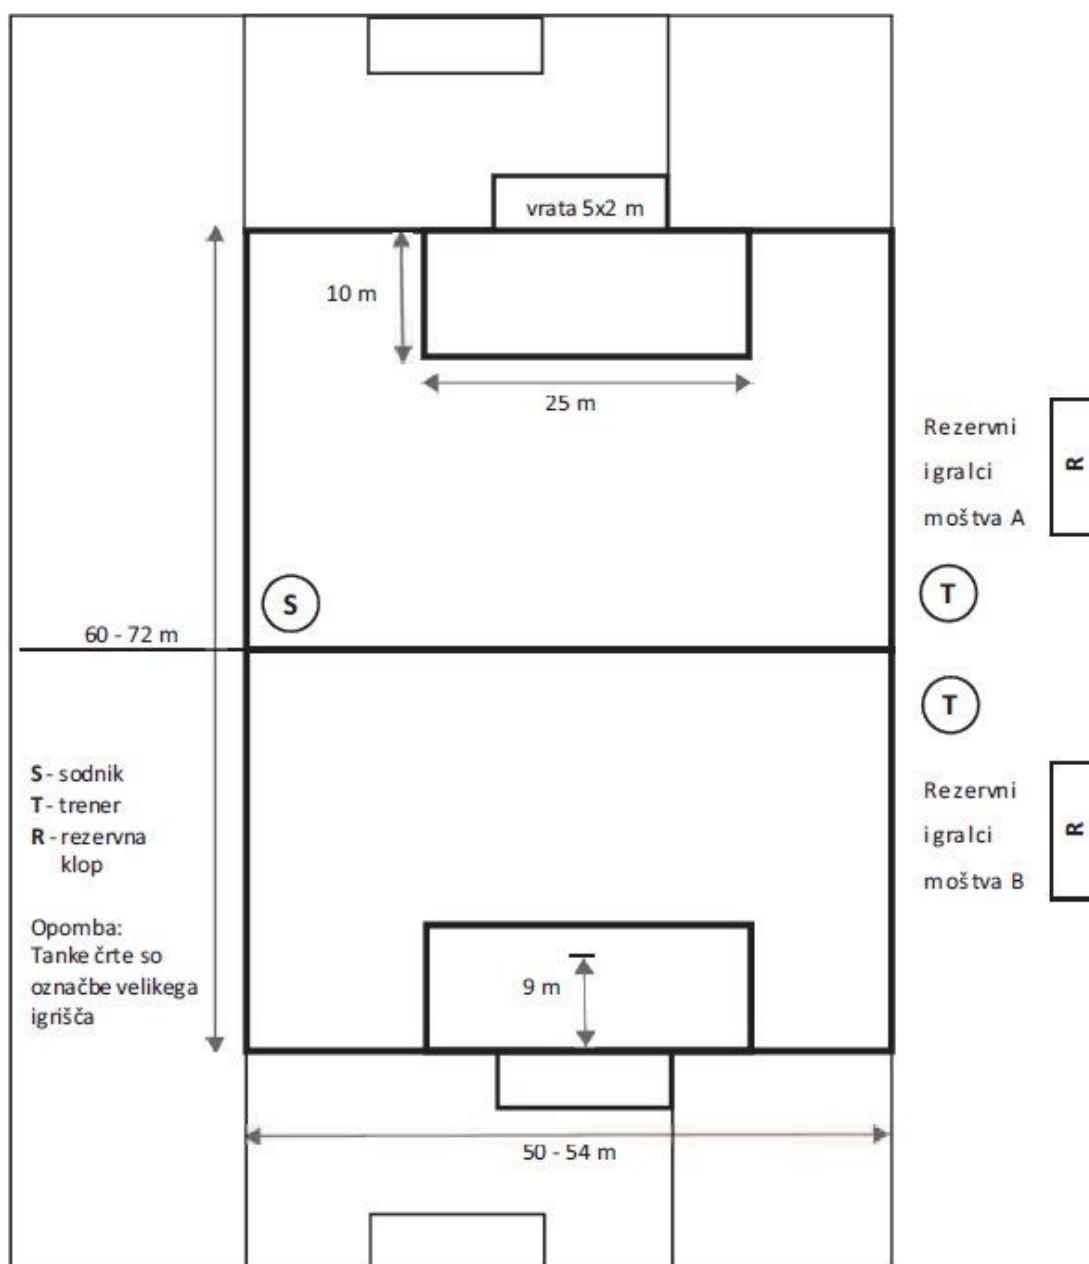 vrata 5x2 m
10 m
25 m
Rezervni
igralci
moštva A
R
S
T
60 - 72 m
T
S - sodnik
T - trener
R - rezervna
klop
Rezervni
igralci
moštva B
R
Opomba:
Tanke črte so
označbe velikega
igrišča
9 m
50 - 54 m